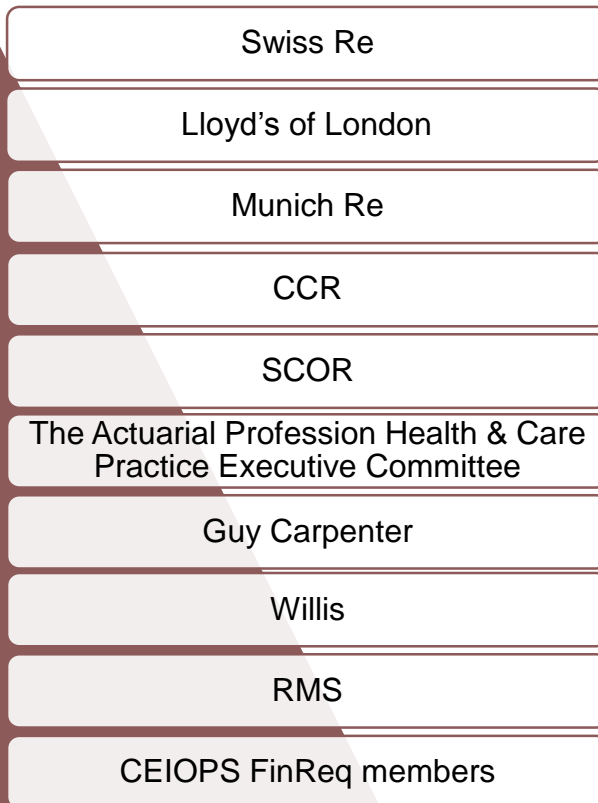 Swiss Re
Lloyd’s of London
Munich Re
CCR
SCOR
The Actuarial Profession Health & Care
Practice Executive Committee
Guy Carpenter
Willis
RMS
CEIOPS FinReq members